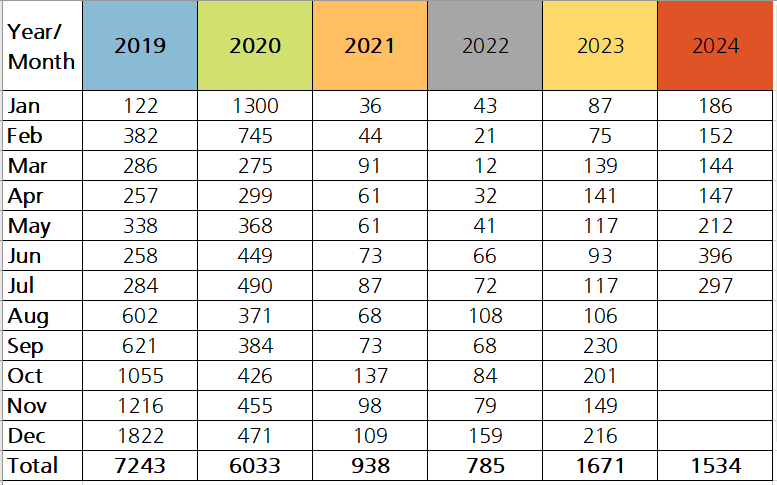 Year/ Month 2019 2020 2021 2022 2023 2024
Jan 122 1300 36 43 87 186
Feb 382 745 44 21 75 152
Mar 286 275 91 12 139 144
Apr 257 299 61 32 141 147
May 338 368 61 41 117 212
Jun 258 449 73 66 93 396
Jul 284 490 87 72 117 297
Aug 602 371 68 108 106
Sep 621 384 73 68 230
Oct 1055 426 137 84 201
Nov 1216 455 98 79 149
Dec 1822 471 109 159 216
Total 7243 6033 938 785 1671 1534